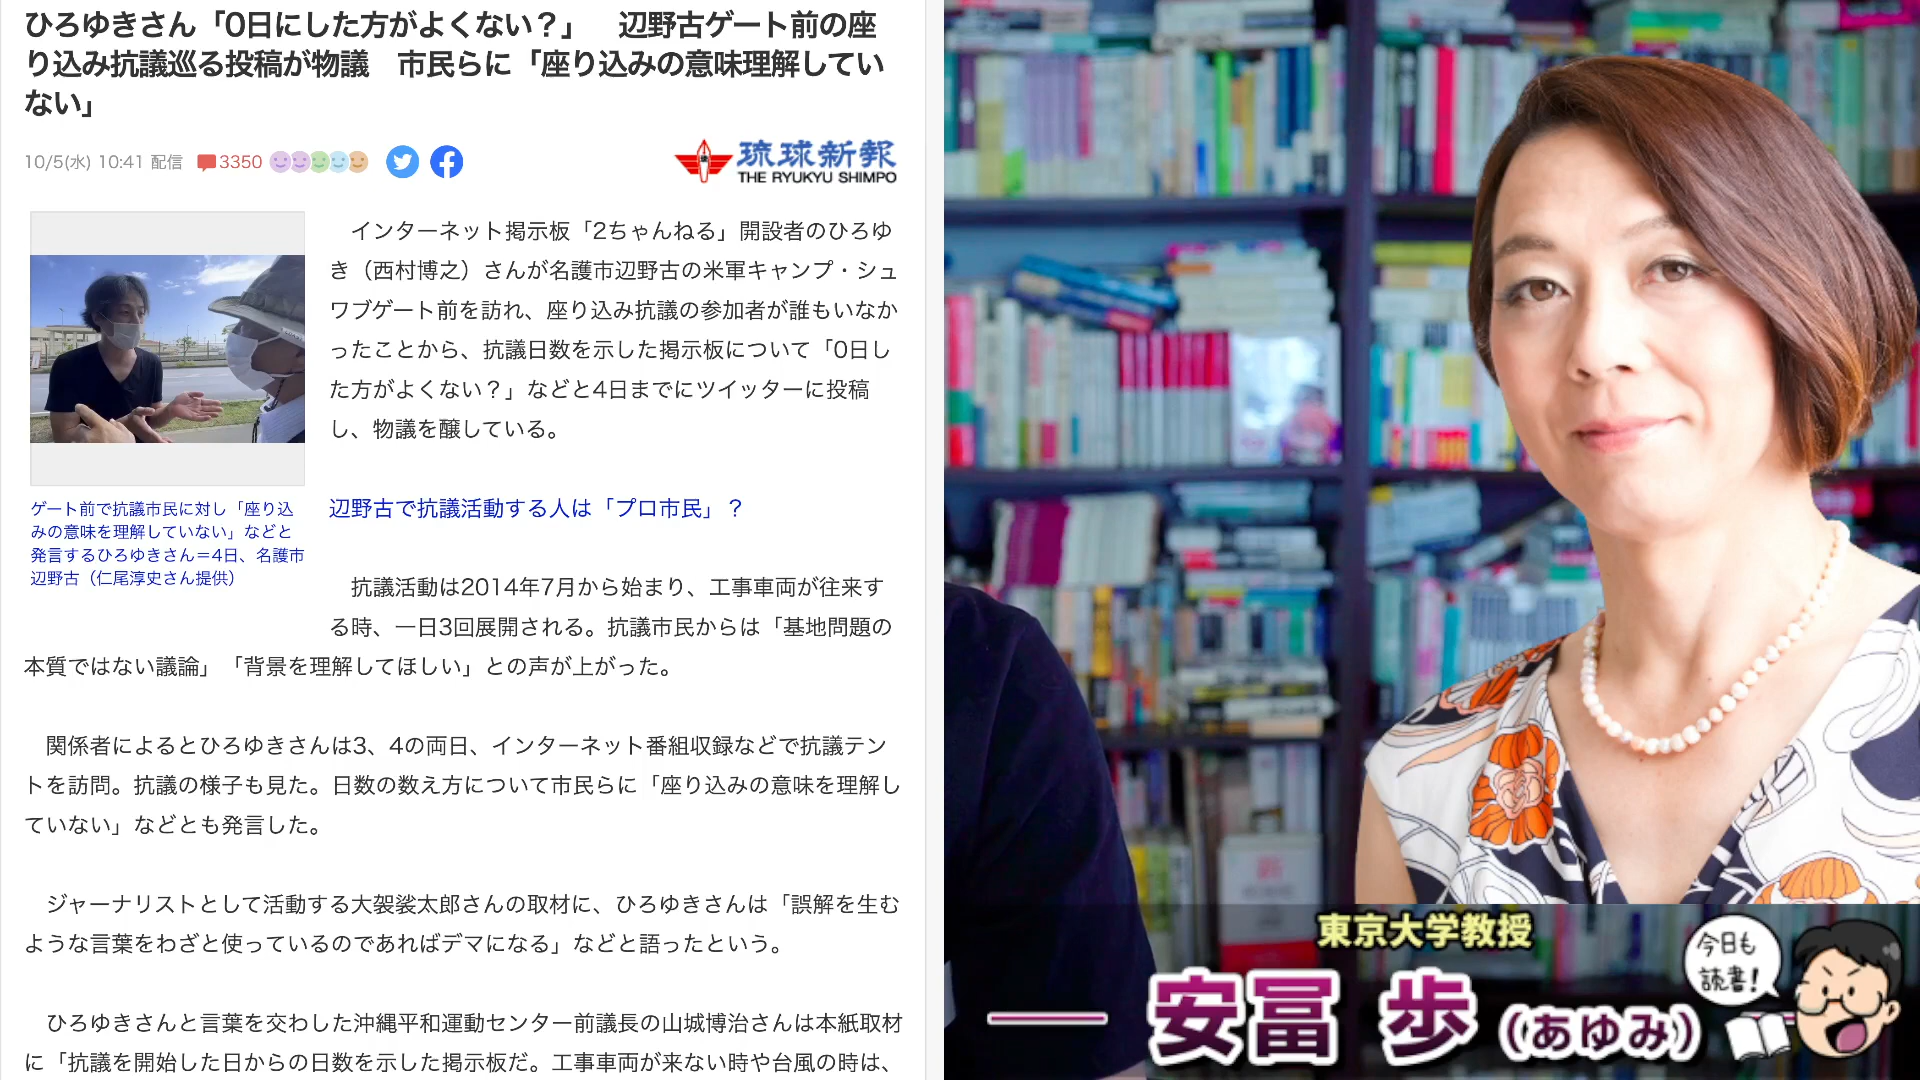 ひろゆきさん「0日にした方がよくない？」　辺野古ゲート前の座
り込み抗議巡る投稿が物議　市民らに「座り込みの意味理解してい
ない」
10/5(水) 10:41 配信 3350
琉球新報
THE RYUKYU SHIMPO
インターネット掲示板「2ちゃんねる」開設者のひろゆ
き（西村博之）さんが名護市辺野古の米軍キャンプ・シュ
ワブゲート前を訪れ、座り込み抗議の参加者が誰もいなか
ったことから、抗議日数を示した掲示板について「0日し
た方がよくない？」などと4日までにツイッターに投稿
し、物議を醸している。
ゲート前で抗議市民に対し「座り込
みの意味を理解していない」などと
発言するひろゆきさん＝4日、名護市
辺野古（仁尾淳史さん提供）
辺野古で抗議活動する人は「プロ市民」？
抗議活動は2014年7月から始まり、工事車両が往来す
る時、一日3回展開される。抗議市民からは「基地問題の
本質ではない議論」「背景を理解してほしい」との声が上がった。
関係者によるとひろゆきさんは3、4の両日、インターネット番組収録などで抗議テン
トを訪問。抗議の様子も見た。日数の数え方について市民らに「座り込みの意味を理解し
ていない」などとも発言した。
ジャーナリストとして活動する大袈裟太郎さんの取材に、ひろゆきさんは「誤解を生む
ような言葉をわざと使っているのであればデマになる」などと語ったという。
ひろゆきさんと言葉を交わした沖縄平和運動センター前議長の山城博治さんは本紙取材
に「抗議を開始した日からの日数を示した掲示板だ。工事車両が来ない時や台風の時は、
東京大学教授
安冨 歩 (あゆみ)
今日も
読書!